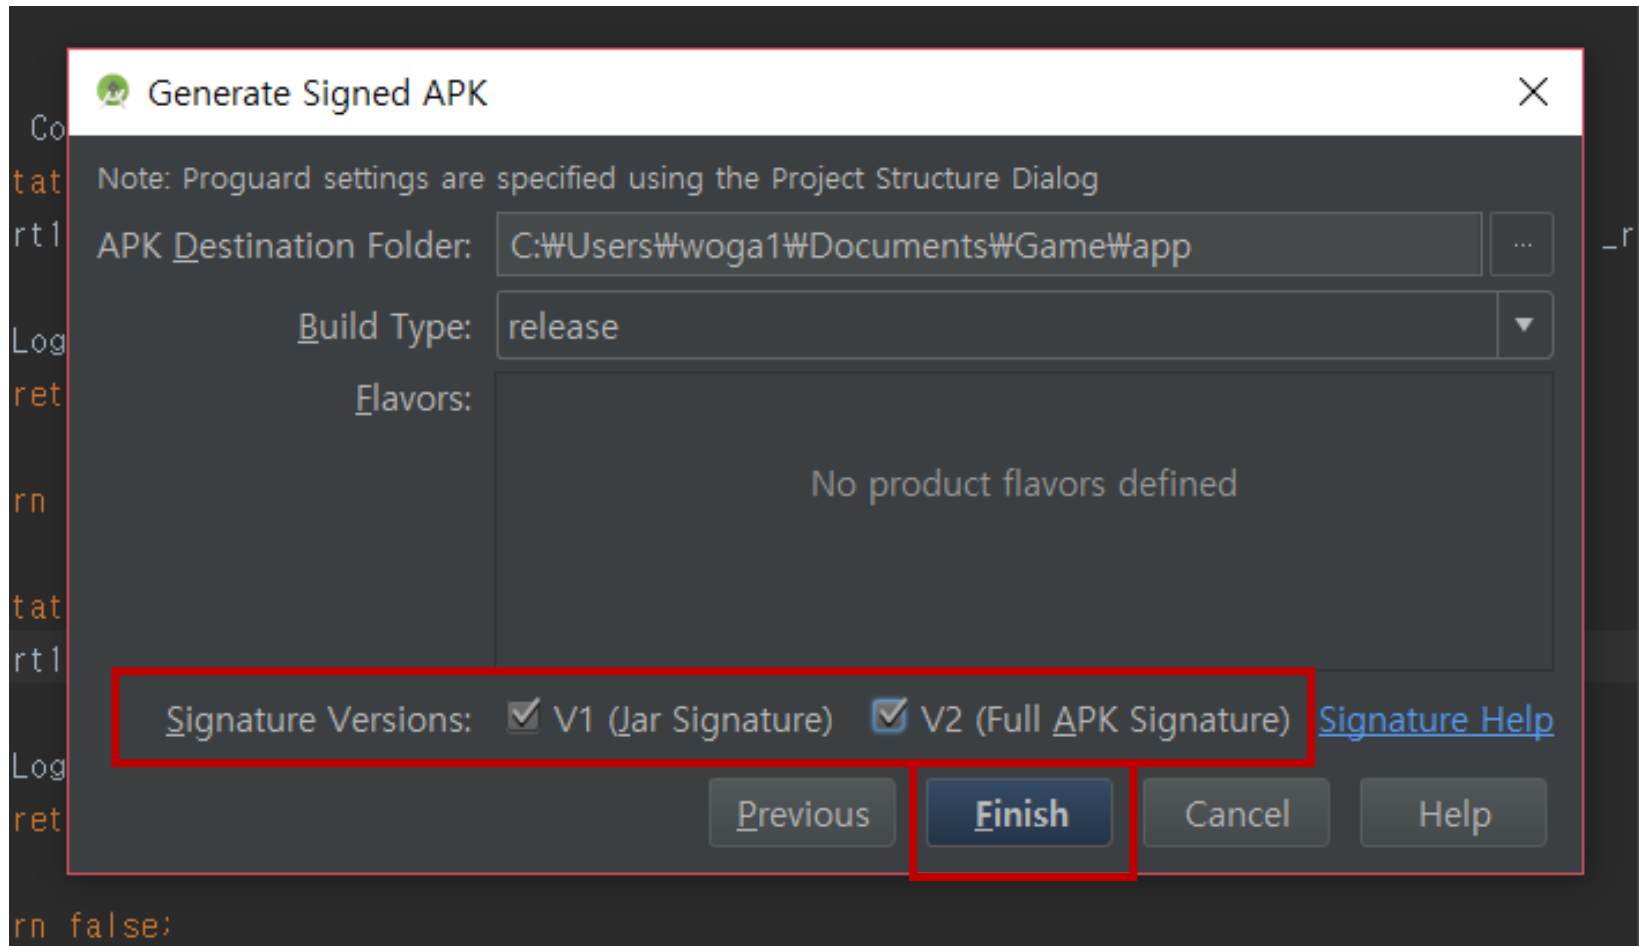 Generate Signed APK
Co
tat
Note: Proguard settings are specified using the Project Structure Dialog
rt1
APK Destination Folder: C:₩Users₩woga1₩Documents₩Game₩app ...
_r
Build Type: release
Log
ret
Flavors:
No product flavors defined
rn
tat
rt1
Signature Versions: V1 (Jar Signature) V2 (Full APK Signature) Signature Help
Log
ret
Previous Finish Cancel Help
rn false;